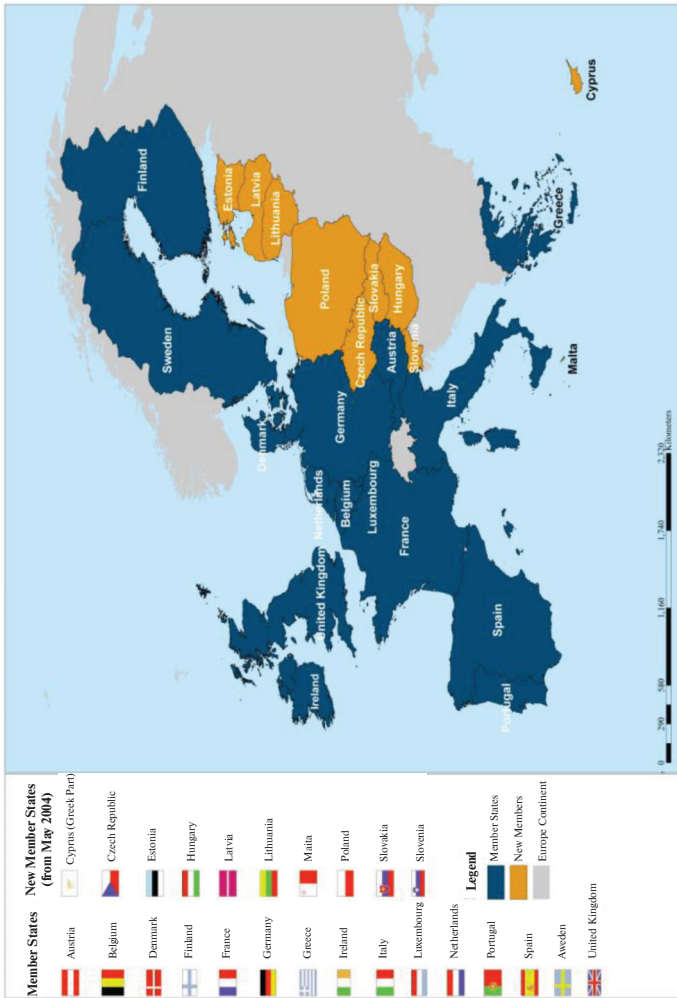 Member States
Austria
Belgium
Denmark
Finland
France
Germany
Greece
Ireland
Italy
Luxembourg
Netherlands
Portugal
Spain
Aweden
United Kingdom
New Member States
(from May 2004)
Cyprus (Greek Part)
Czech Republic
Estonia
Hungary
Latvia
Lithuania
Maita
Poland
Slovakia
Slovenia
Legend
Member States
New Members
Europe Continent
Finland
Sweden
Estonia
Latvia
Lithuania
Denmark
Ireland
United Kingdom
Netherlands
Belgium
Luxembourg
Germany
Poland
Czech Republic
Slovakia
Austria
Hungary
Slovenia
France
Italy
Spain
Portugal
Greece
Malta
Cyprus
0 290 580 1,160 1,740 2,320
Kilometers